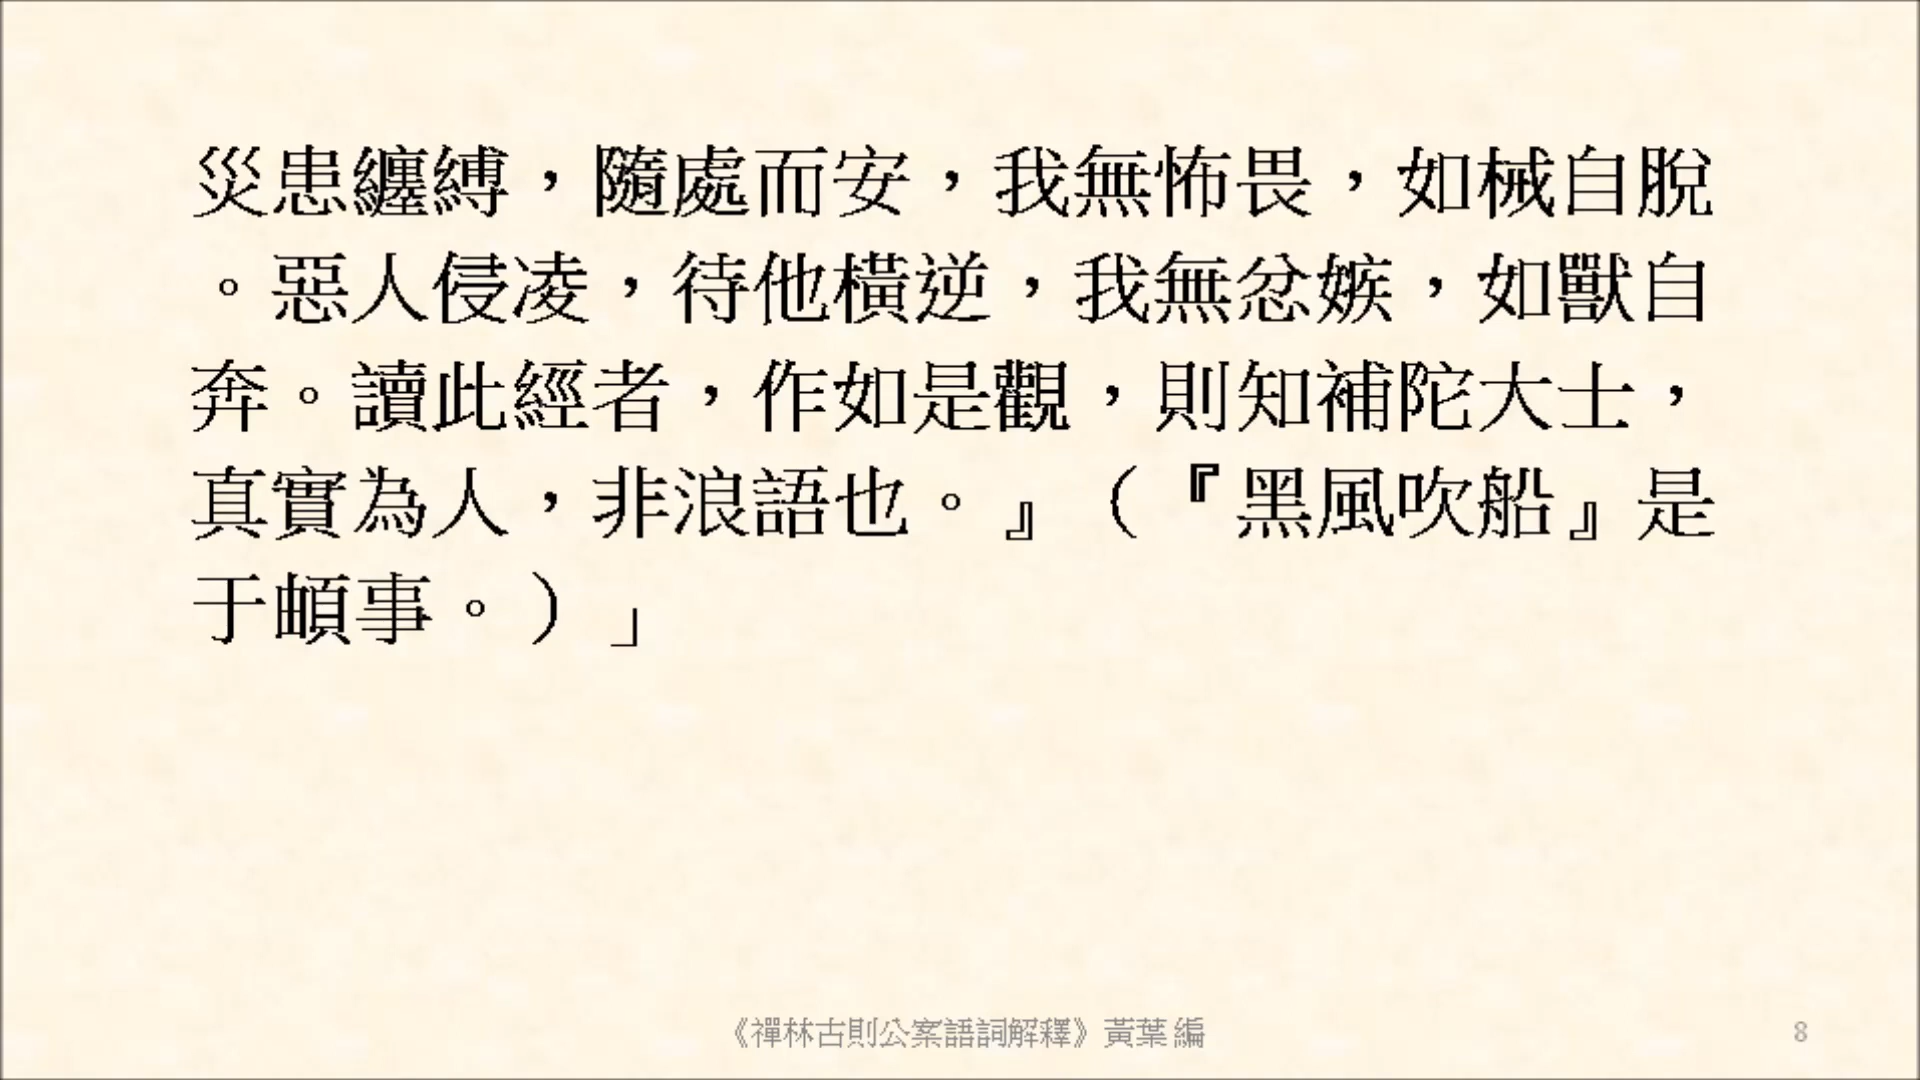 災患纏縛，隨處而安，我無怖畏，如械自脫
。惡人侵凌，待他橫逆，我無忿嫉，如獸自
奔。讀此經者，作如是觀，則知補陀大士，
真實為人，非浪語也。』（『黑風吹船』是
于頔事。）」
《禪林古則公案語詞解釋》黃葉 編
8